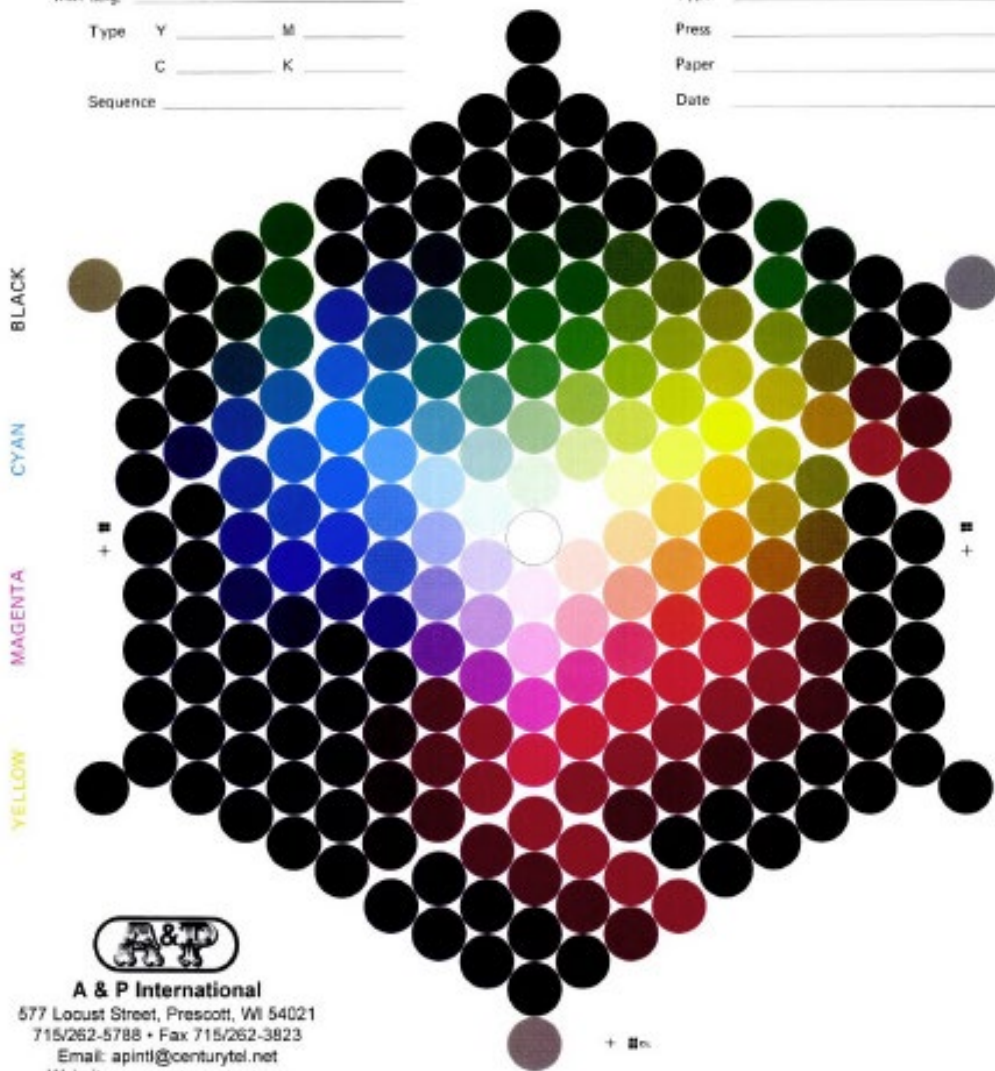 Type Y M
C K
Sequence
Press
Paper
Date
BLACK
CYAN
MAGENTA
YELLOW
A&P
A & P International
577 Locust Street, Prescott, WI 54021
715/262-5788 • Fax 715/262-3823
Email: apintl@centurytel.net